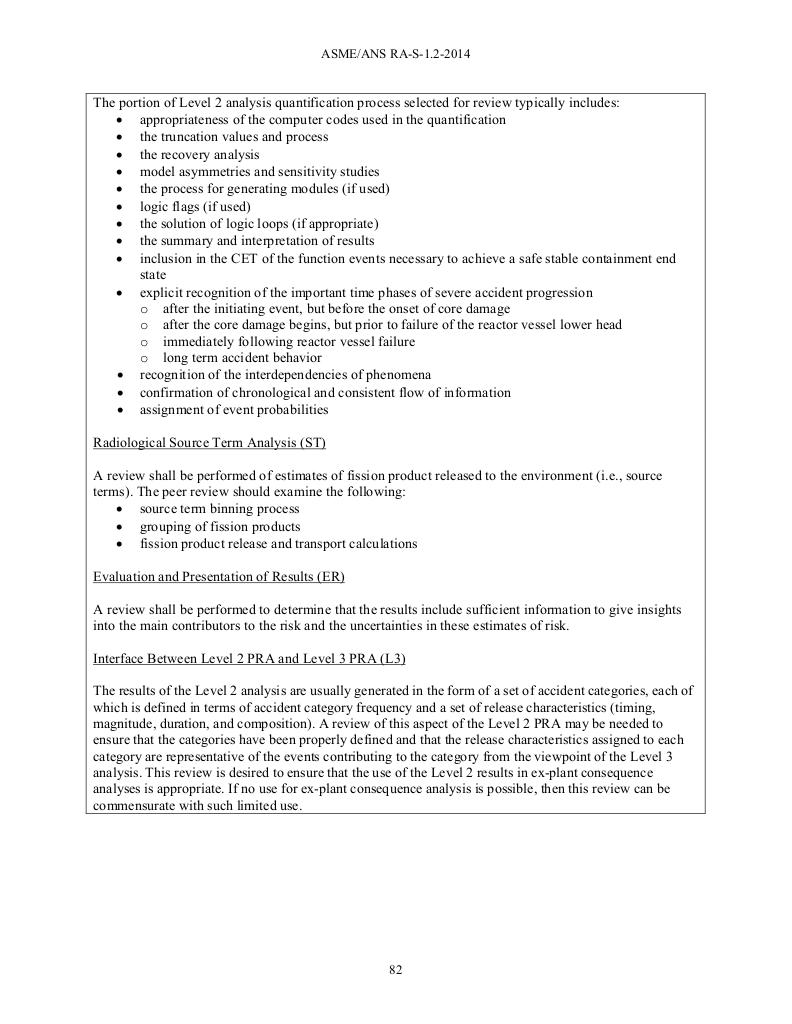 ASME/ANS RA-S-1.2-2014
The portion of Level 2 analysis quantification process selected for review typically includes:
• appropriateness of the computer codes used in the quantification
• the truncation values and process
• the recovery analysis
• model asymmetries and sensitivity studies
• the process for generating modules (if used)
• logic flags (if used)
• the solution of logic loops (if appropriate)
• the summary and interpretation of results
• inclusion in the CET of the function events necessary to achieve a safe stable containment end
state
• explicit recognition of the important time phases of severe accident progression
o after the initiating event, but before the onset of core damage
o after the core damage begins, but prior to failure of the reactor vessel lower head
o immediately following reactor vessel failure
o long term accident behavior
• recognition of the interdependencies of phenomena
• confirmation of chronological and consistent flow of information
• assignment of event probabilities
Radiological Source Term Analysis (ST)
A review shall be performed of estimates of fission product released to the environment (i.e., source
terms). The peer review should examine the following:
• source term binning process
• grouping of fission products
• fission product release and transport calculations
Evaluation and Presentation of Results (ER)
A review shall be performed to determine that the results include sufficient information to give insights
into the main contributors to the risk and the uncertainties in these estimates of risk.
Interface Between Level 2 PRA and Level 3 PRA (L3)
The results of the Level 2 analysis are usually generated in the form of a set of accident categories, each of
which is defined in terms of accident category frequency and a set of release characteristics (timing,
magnitude, duration, and composition). A review of this aspect of the Level 2 PRA may be needed to
ensure that the categories have been properly defined and that the release characteristics assigned to each
category are representative of the events contributing to the category from the viewpoint of the Level 3
analysis. This review is desired to ensure that the use of the Level 2 results in ex-plant consequence
analyses is appropriate. If no use for ex-plant consequence analysis is possible, then this review can be
commensurate with such limited use.
82